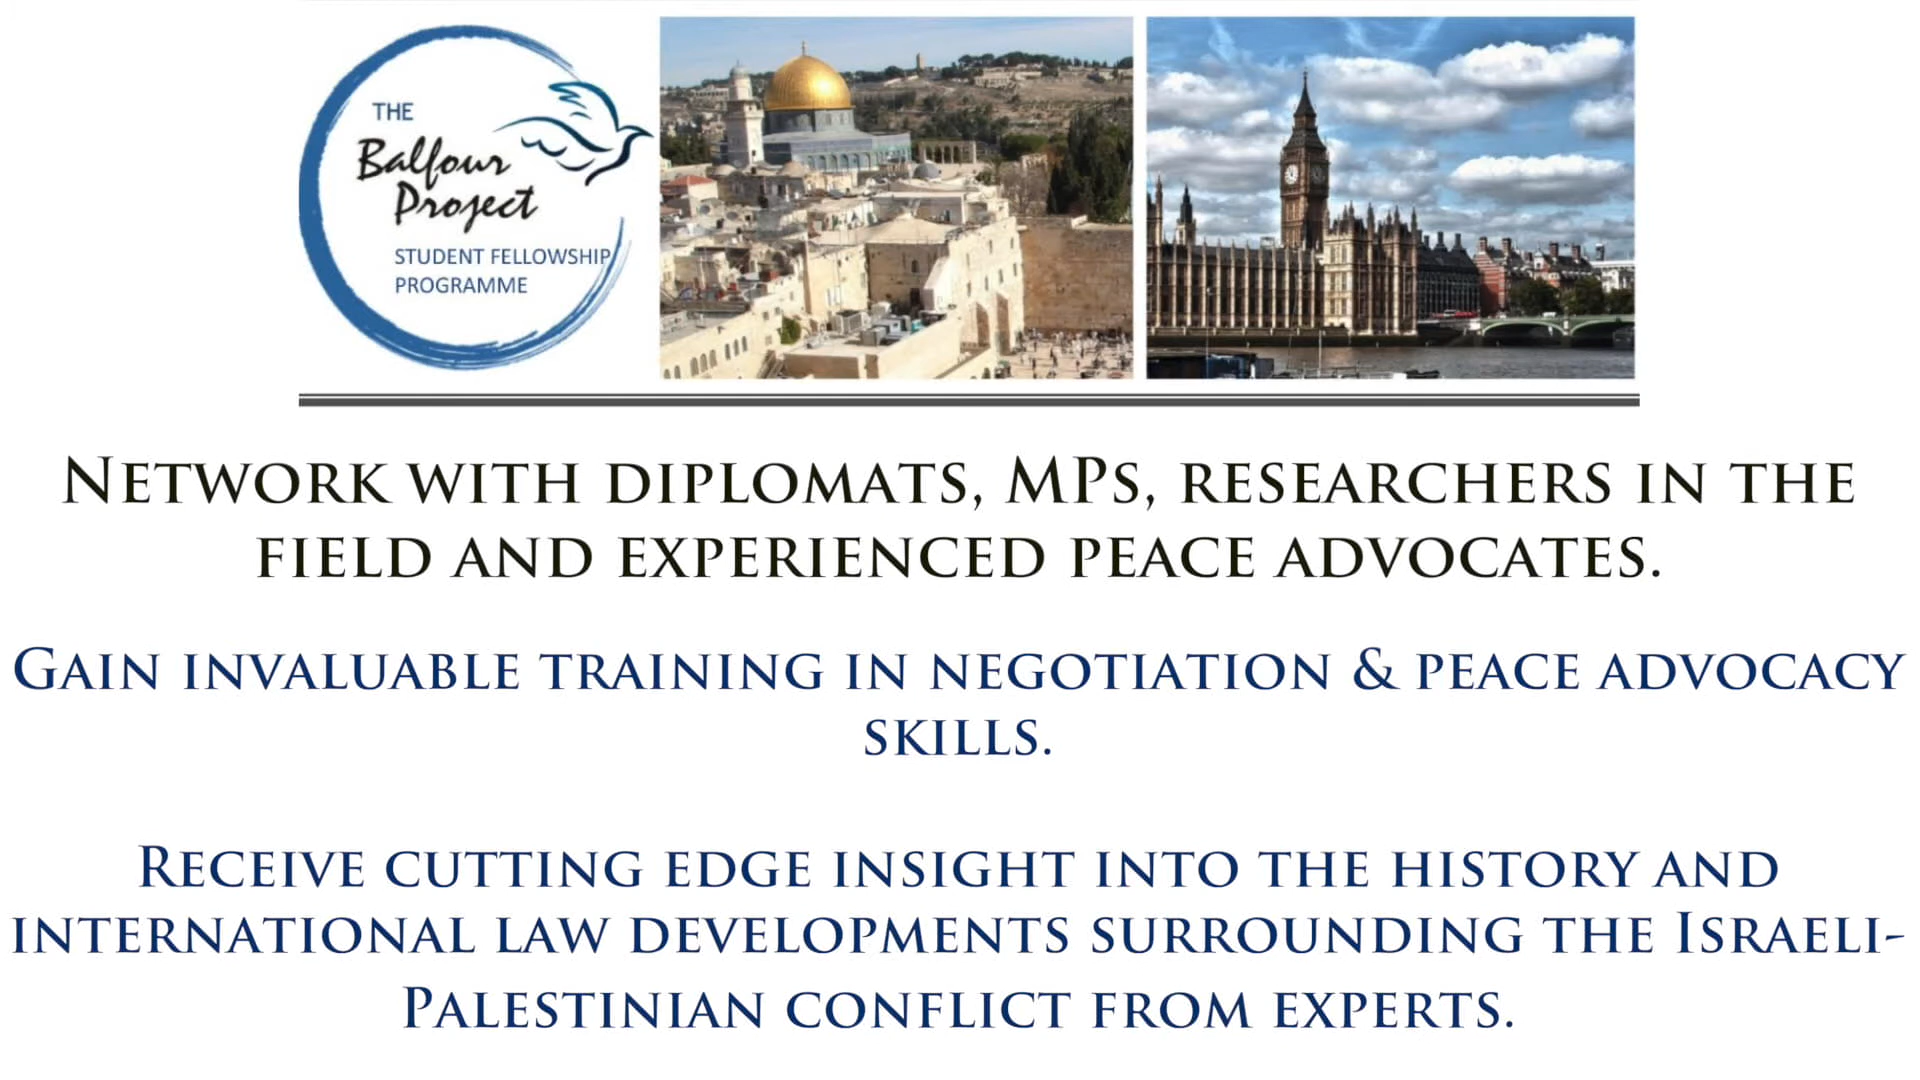 THE
Balfour
Project
STUDENT FELLOWSHIP
PROGRAMME
Network with diplomats, MPs, researchers in the
field and experienced peace advocates.
Gain invaluable training in negotiation & peace advocacy
skills.
Receive cutting edge insight into the history and
international law developments surrounding the Israeli-
Palestinian conflict from experts.